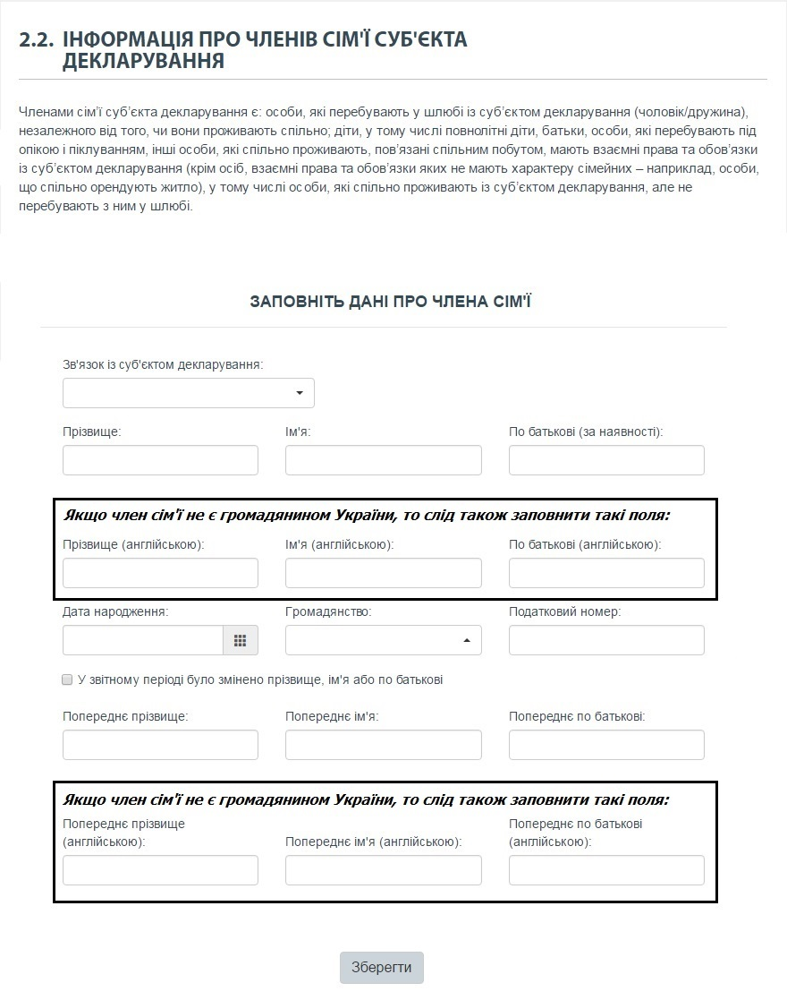 2.2. ІНФОРМАЦІЯ ПРО ЧЛЕНІВ СІМ'Ї СУБ'ЄКТА
ДЕКЛАРУВАННЯ
Членами сім’ї суб’єкта декларування є: особи, які перебувають у шлюбі із суб’єктом декларування (чоловік/дружина),
незалежного від того, чи вони проживають спільно; діти, у тому числі повнолітні діти, батьки, особи, які перебувають під
опікою і піклуванням, інші особи, які спільно проживають, пов’язані спільним побутом, мають взаємні права та обов’язки
із суб’єктом декларування (крім осіб, взаємні права та обов’язки яких не мають характеру сімейних – наприклад, особи,
що спільно орендують житло), у тому числі особи, які спільно проживають із суб’єктом декларування, але не
перебувають з ним у шлюбі.
ЗАПОВНІТЬ ДАНІ ПРО ЧЛЕНА СІМ'Ї
Зв'язок із суб'єктом декларування:
Прізвище: Ім'я: По батькові (за наявності):
Якщо член сім'ї не є громадянином України, то слід також заповнити такі поля:
Прізвище (англійською): Ім'я (англійською): По батькові (англійською):
Дата народження: Громадянство: Податковий номер:
У звітному періоді було змінено прізвище, ім'я або по батькові
Попереднє прізвище: Попереднє ім'я: Попереднє по батькові:
Якщо член сім'ї не є громадянином України, то слід також заповнити такі поля:
Попереднє прізвище Попереднє по батькові
(англійською): Попереднє ім'я (англійською): (англійською):
Зберегти